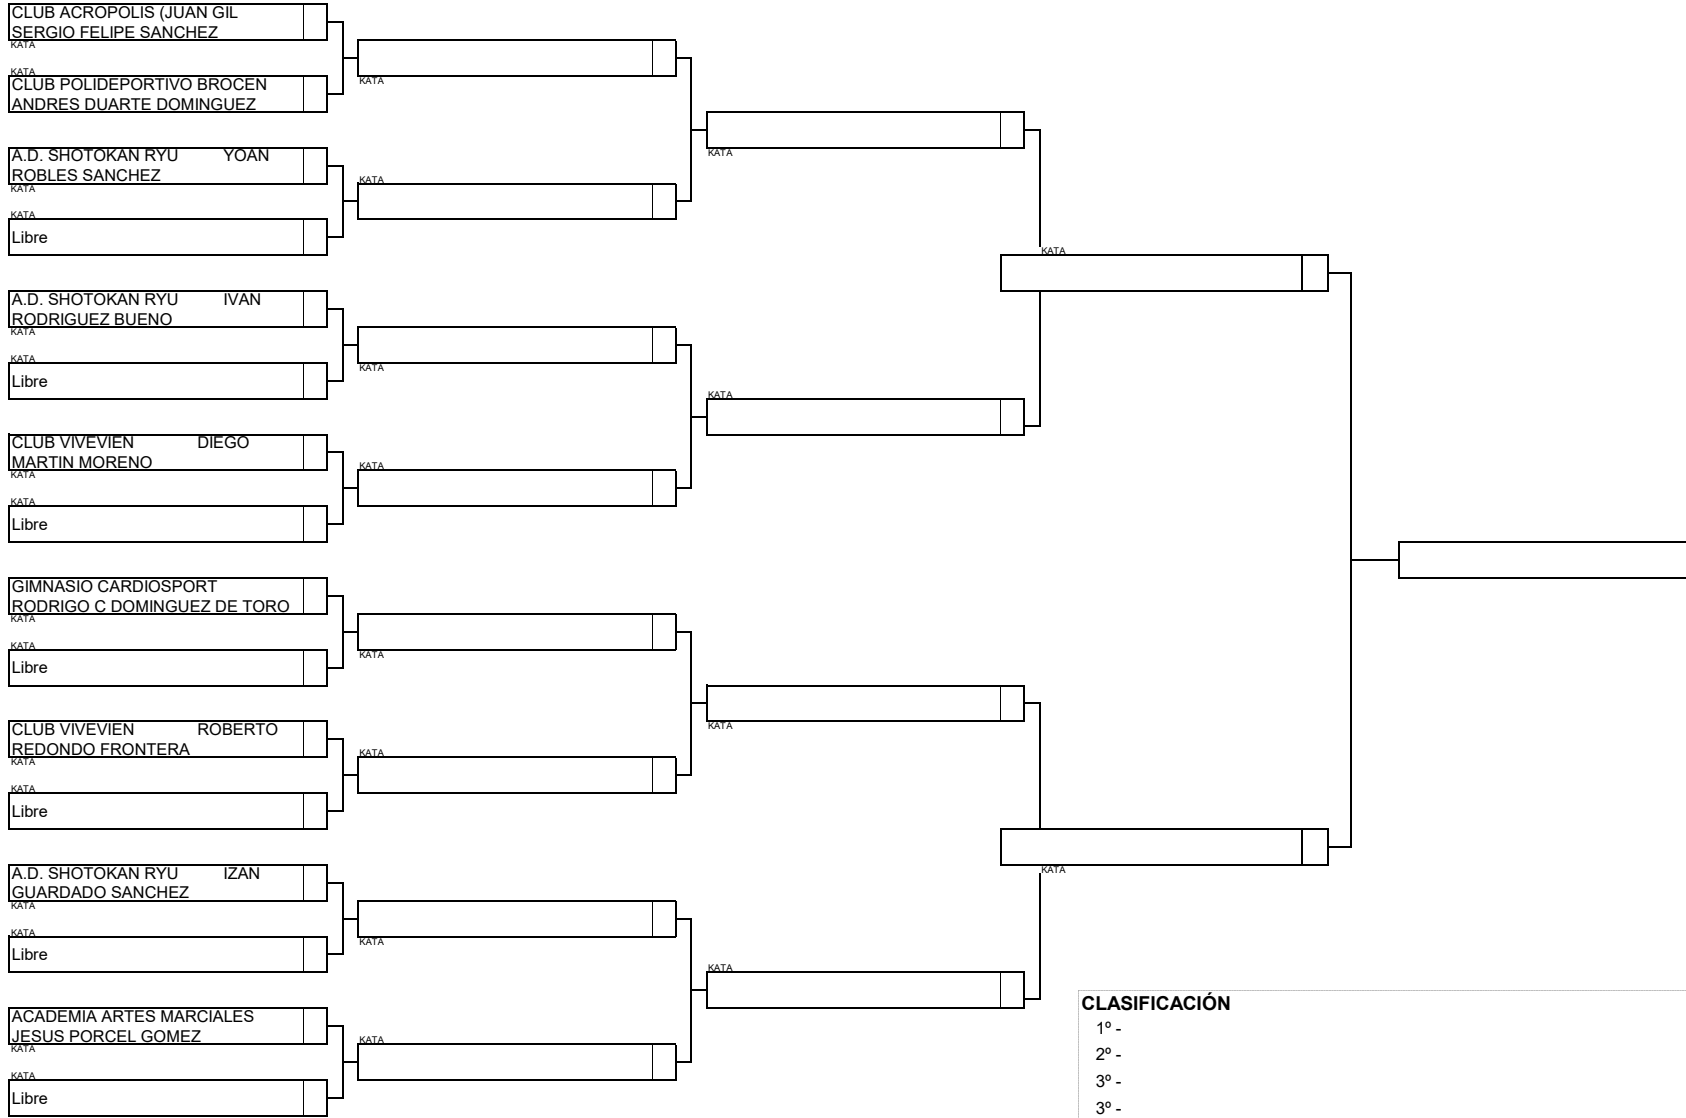 CLUB ACROPOLIS (JUAN GIL
SERGIO FELIPE SANCHEZ
KATA
KATA
CLUB POLIDEPORTIVO BROCEN
ANDRES DUARTE DOMINGUEZ
A.D. SHOTOKAN RYU YOAN
ROBLES SANCHEZ
KATA
KATA
Libre
A.D. SHOTOKAN RYU IVAN
RODRIGUEZ BUENO
KATA
KATA
Libre
CLUB VIVEVIEN DIEGO
MARTIN MORENO
KATA
KATA
Libre
GIMNASIO CARDIOSPORT
RODRIGO C DOMINGUEZ DE TORO
KATA
KATA
Libre
CLUB VIVEVIEN ROBERTO
REDONDO FRONTERA
KATA
KATA
Libre
A.D. SHOTOKAN RYU IZAN
GUARDADO SANCHEZ
KATA
KATA
Libre
ACADEMIA ARTES MARCIALES
JESUS PORCEL GOMEZ
KATA
KATA
Libre
KATA
KATA
KATA
KATA
KATA
KATA
KATA
KATA
KATA
KATA
KATA
KATA
KATA
KATA
CLASIFICACIÓN
1º -
2º -
3º -
3º -